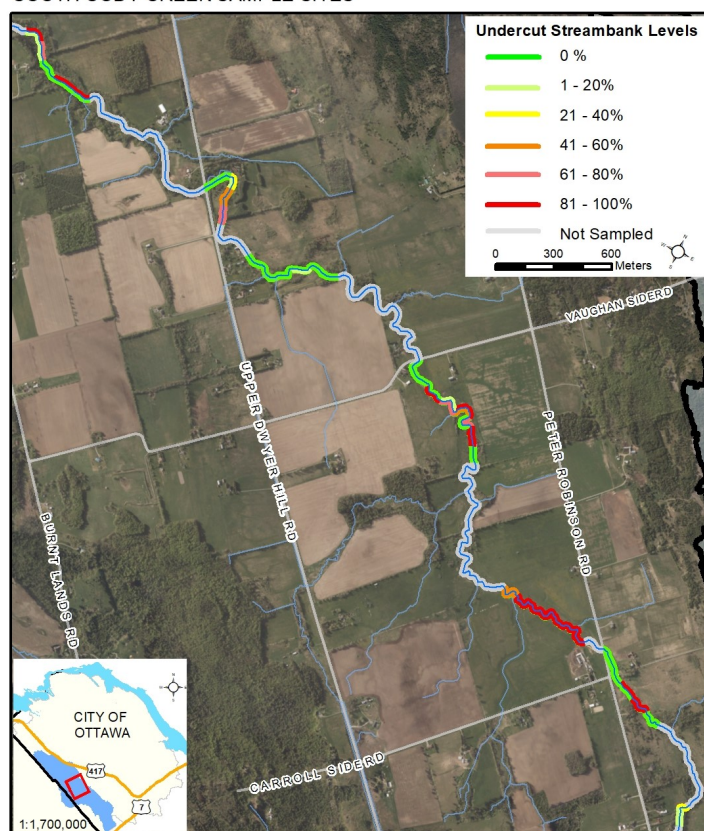 Undercut Streambank Levels
0 %
1 - 20%
21 - 40%
41 - 60%
61 - 80%
81 - 100%
Not Sampled
0 300 600
Meters
VAUGHAN SIDERD
UPPER DWYER HILL RD
PETER ROBINSON RD
BURNT LANDS RD
CARROLL SIDERD
CITY OF
OTTAWA
417
7
1:1,700,000